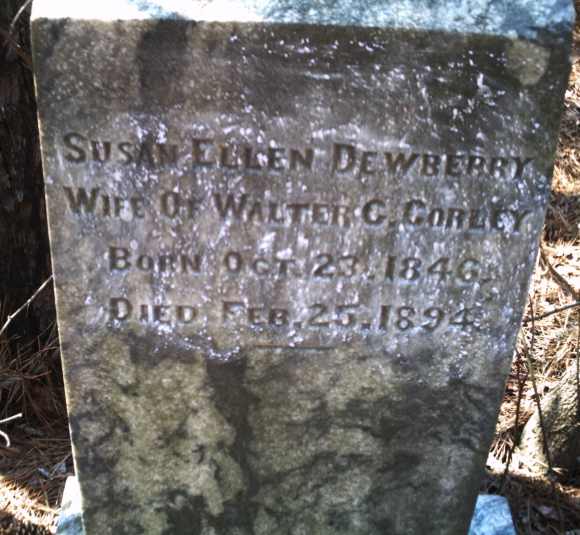 SUSAN ELLEN DEWBERRY
WIFE OF WALTER C. CORLEY
BORN OCT. 23. 1846.
DIED FEB. 25. 1894.